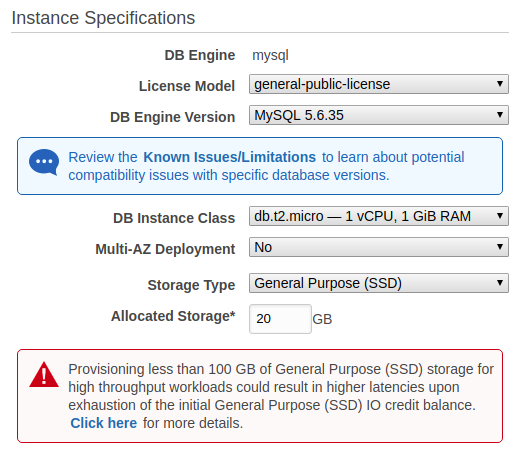 Instance Specifications
DB Engine mysql
License Model general-public-license
DB Engine Version MySQL 5.6.35
Review the Known Issues/Limitations to learn about potential
compatibility issues with specific database versions.
DB Instance Class db.t2.micro — 1 vCPU, 1 GiB RAM
Multi-AZ Deployment No
Storage Type General Purpose (SSD)
Allocated Storage* 20 GB
Provisioning less than 100 GB of General Purpose (SSD) storage for
high throughput workloads could result in higher latencies upon
exhaustion of the initial General Purpose (SSD) IO credit balance.
Click here for more details.